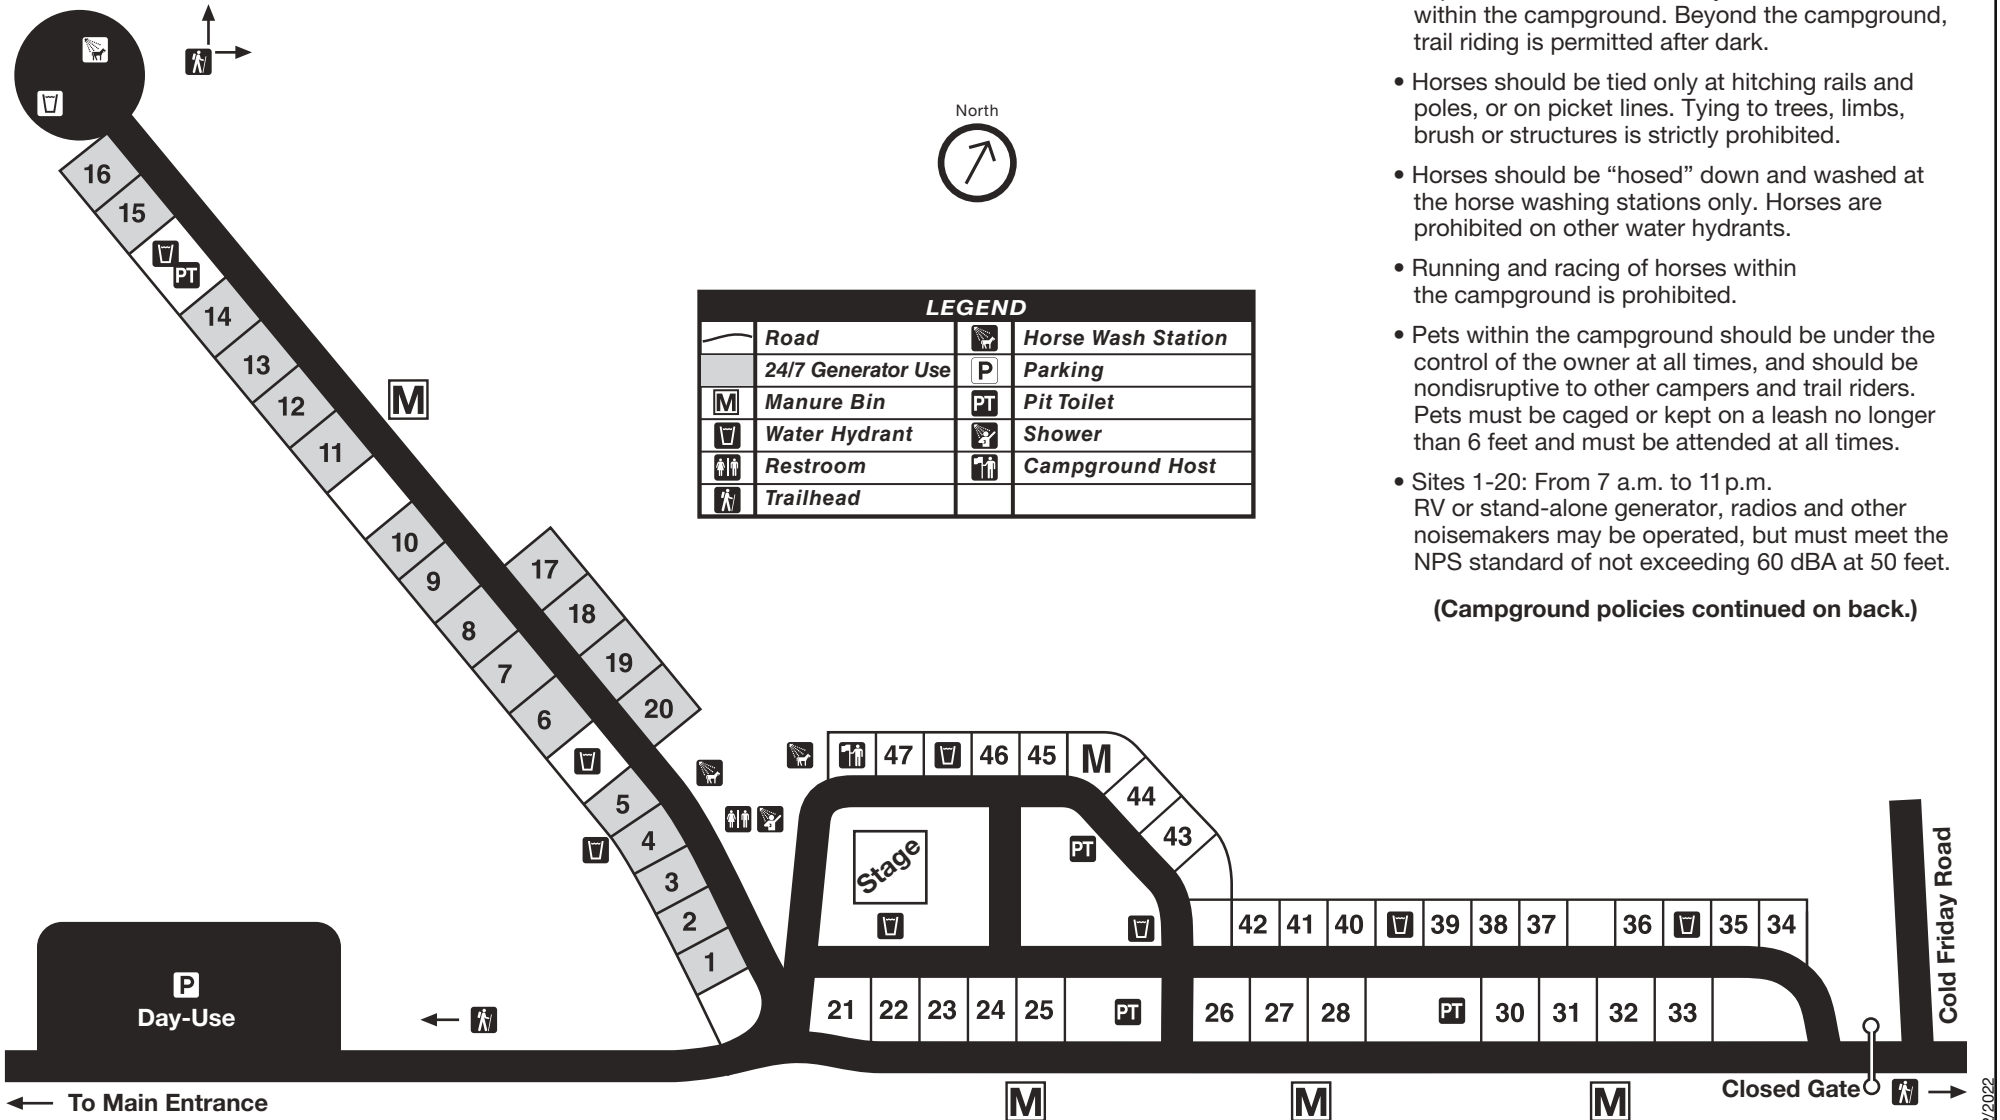 within the campground. Beyond the campground,
trail riding is permitted after dark.
• Horses should be tied only at hitching rails and
poles, or on picket lines. Tying to trees, limbs,
brush or structures is strictly prohibited.
• Horses should be “hosed” down and washed at
the horse washing stations only. Horses are
prohibited on other water hydrants.
• Running and racing of horses within
the campground is prohibited.
• Pets within the campground should be under the
control of the owner at all times, and should be
nondisruptive to other campers and trail riders.
Pets must be caged or kept on a leash no longer
than 6 feet and must be attended at all times.
• Sites 1-20: From 7 a.m. to 11 p.m.
RV or stand-alone generator, radios and other
noisemakers may be operated, but must meet the
NPS standard of not exceeding 60 dBA at 50 feet.
(Campground policies continued on back.)
North
LEGEND
Road
Horse Wash Station
24/7 Generator Use
P
Parking
M
Manure Bin
PT
Pit Toilet
Water Hydrant
Shower
Restroom
Campground Host
Trailhead
16
15
PT
14
13
12
M
11
10
9
8
7
6
17
18
19
20
5
4
3
2
1
47
46
45
M
44
43
PT
Stage
42
41
40
39
38
37
36
35
34
21
22
23
24
25
PT
26
27
28
PT
30
31
32
33
Cold Friday Road
P
Day-Use
To Main Entrance
M
M
M
Closed Gate
/2022